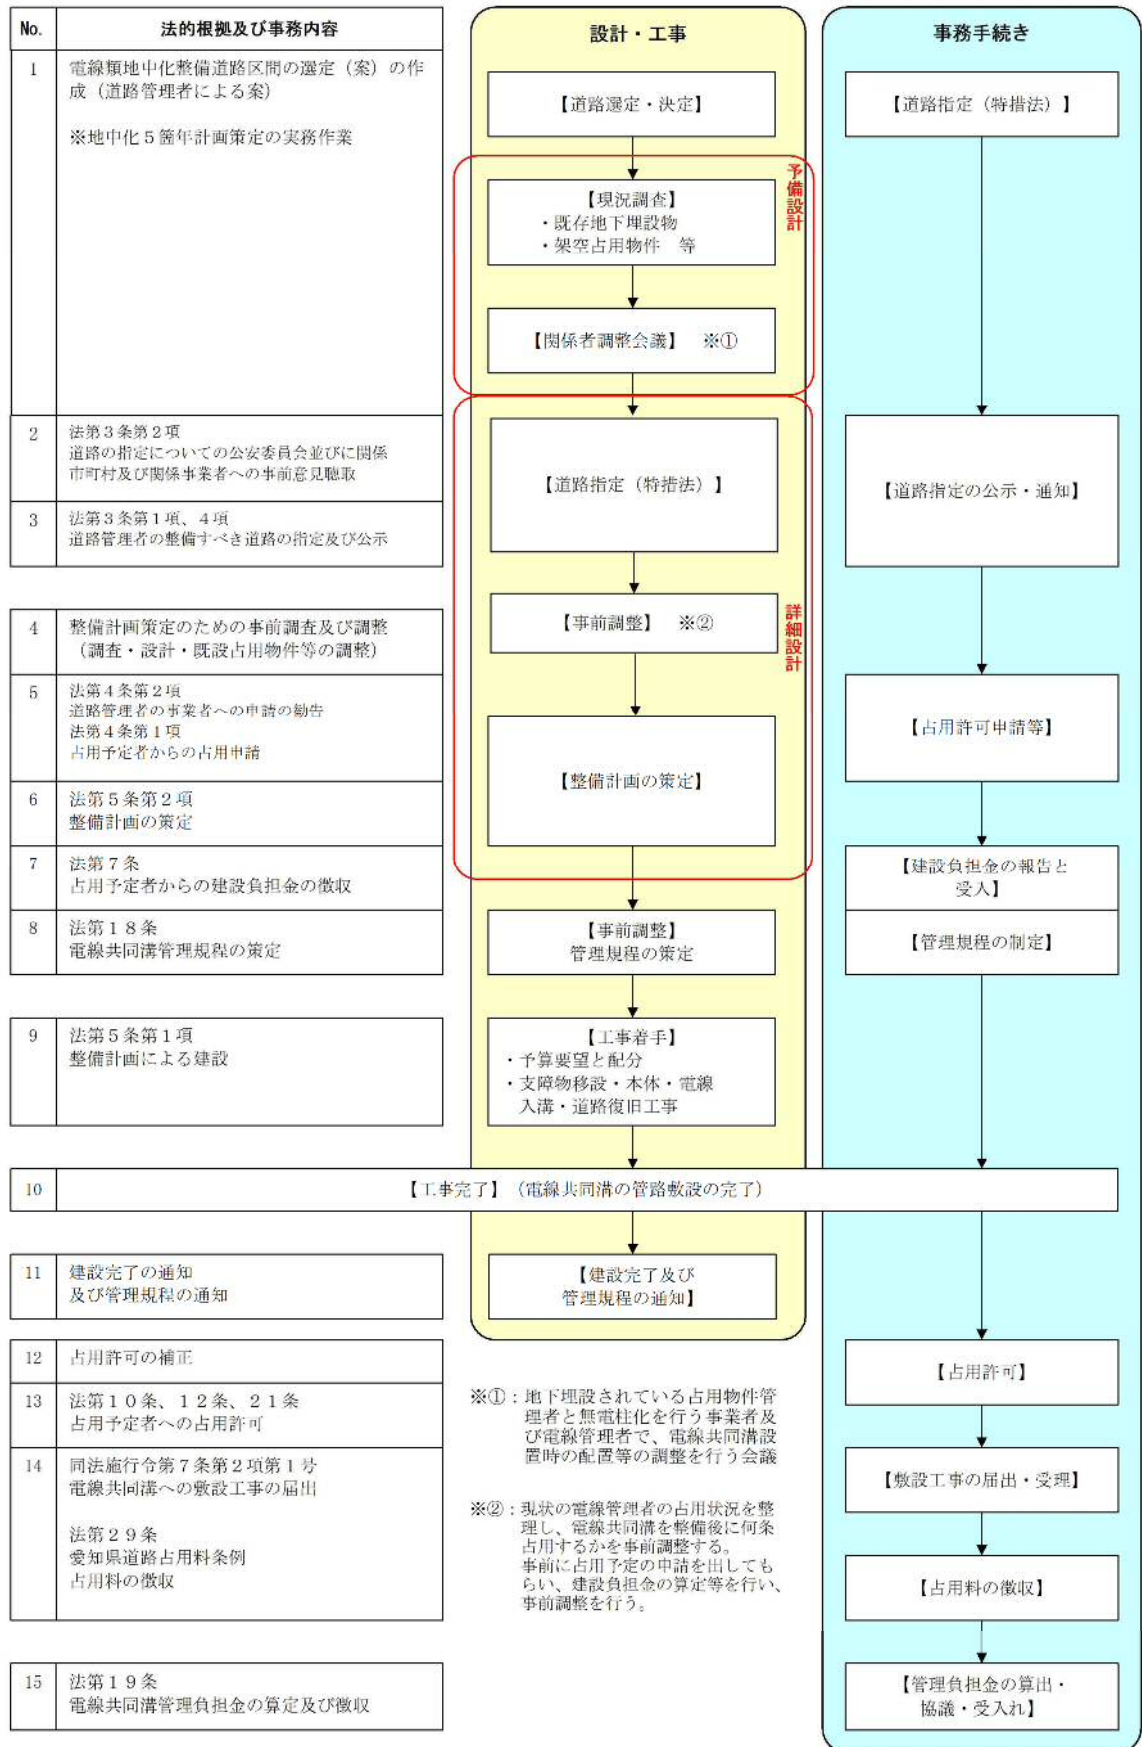 No.
法的根拠及び事務内容
1
電線類地中化整備道路区間の選定（案）の作
成（道路管理者による案）
※地中化５箇年計画策定の実務作業
2
法第３条第２項
道路の指定についての公安委員会並びに関係
市町村及び関係事業者への事前意見聴取
3
法第３条第１項、４項
道路管理者の整備すべき道路の指定及び公示
4
整備計画策定のための事前調査及び調整
（調査・設計・既設占用物件等の調整）
5
法第４条第２項
道路管理者の事業者への申請の勧告
法第４条第１項
占用予定者からの占用申請
6
法第５条第２項
整備計画の策定
7
法第７条
占用予定者からの建設負担金の徴収
8
法第１８条
電線共同溝管理規程の策定
9
法第５条第１項
整備計画による建設
10
【工事完了】（電線共同溝の管路敷設の完了）
11
建設完了の通知
及び管理規程の通知
12
占用許可の補正
13
法第１０条、１２条、２１条
占用予定者への占用許可
14
同法施行令第７条第２項第１号
電線共同溝への敷設工事の届出
法第２９条
愛知県道路占用料条例
占用料の徴収
15
法第１９条
電線共同溝管理負担金の算定及び徴収
設計・工事
【道路選定・決定】
予備設計
【現況調査】
・既存地下埋設物
・架空占用物件　等
【関係者調整会議】　※①
【道路指定（特措法）】
【事前調整】　※②
詳細設計
【整備計画の策定】
【事前調整】
管理規程の策定
【工事着手】
・予算要望と配分
・支障物移設・本体・電線
入溝・道路復旧工事
【建設完了及び
管理規程の通知】
※①：地下埋設されている占用物件管
理者と無電柱化を行う事業者及
び電線管理者で、電線共同溝設
置時の配置等の調整を行う会議
※②：現状の電線管理者の占用状況を整
理し、電線共同溝を整備後に何条
占用するかを事前調整する。
事前に占用予定の申請を出しても
らい、建設負担金の算定等を行い、
事前調整を行う。
事務手続き
【道路指定（特措法）】
【道路指定の公示・通知】
【占用許可申請等】
【建設負担金の報告と
受入】
【管理規程の制定】
【占用許可】
【敷設工事の届出・受理】
【占用料の徴収】
【管理負担金の算出・
協議・受入れ】